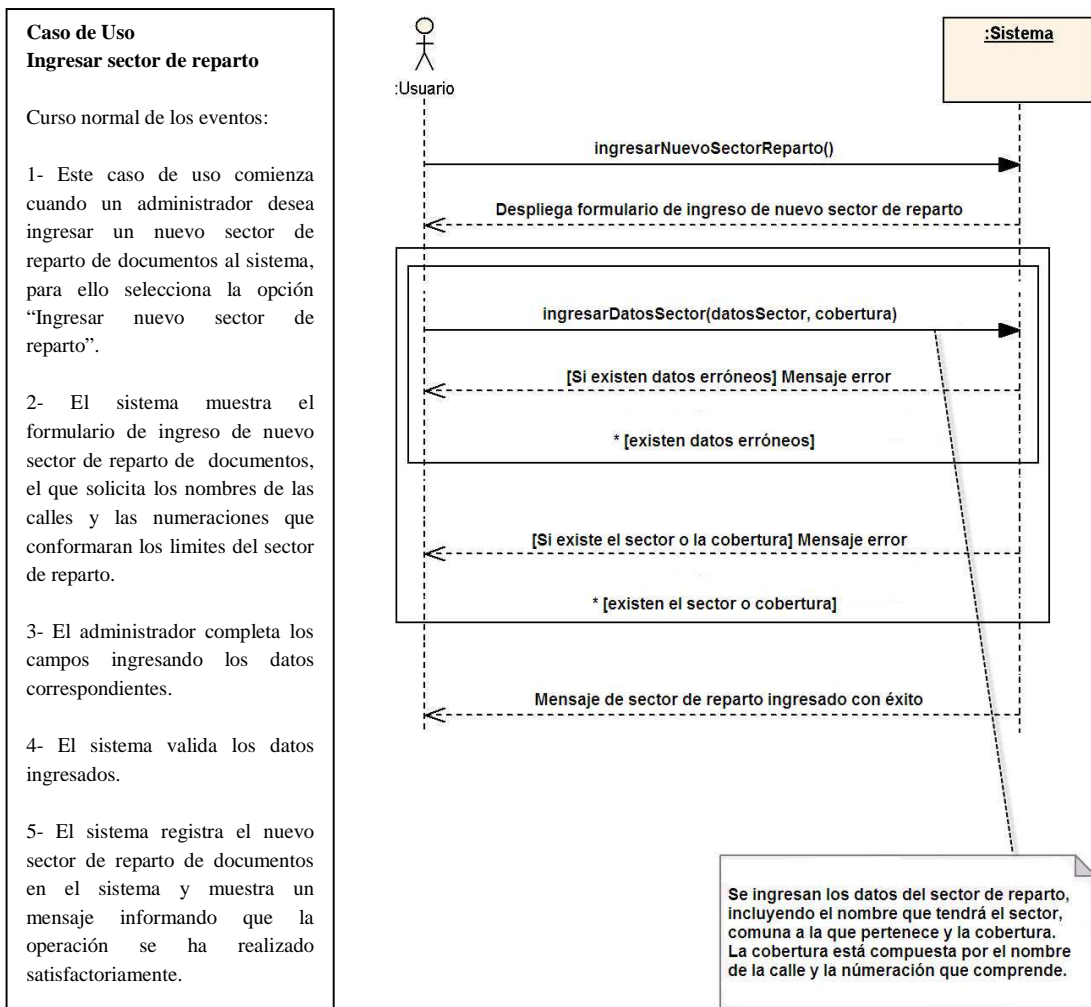 Caso de Uso
Ingresar sector de reparto
Curso normal de los eventos:
1- Este caso de uso comienza
cuando un administrador desea
ingresar un nuevo sector de
reparto de documentos al sistema,
para ello selecciona la opción
“Ingresar nuevo sector de
reparto”.
2- El sistema muestra el
formulario de ingreso de nuevo
sector de reparto de documentos,
el que solicita los nombres de las
calles y las numeraciones que
conformaran los limites del sector
de reparto.
3- El administrador completa los
campos ingresando los datos
correspondientes.
4- El sistema valida los datos
ingresados.
5- El sistema registra el nuevo
sector de reparto de documentos
en el sistema y muestra un
mensaje informando que la
operación se ha realizado
satisfactoriamente.
:Usuario
:Sistema
ingresarNuevoSectorReparto()
Despliega formulario de ingreso de nuevo sector de reparto
ingresarDatosSector(datosSector, cobertura)
[Si existen datos erróneos] Mensaje error
* [existen datos erróneos]
[Si existe el sector o la cobertura] Mensaje error
* [existen el sector o cobertura]
Mensaje de sector de reparto ingresado con éxito
Se ingresan los datos del sector de reparto,
incluyendo el nombre que tendrá el sector,
comuna a la que pertenece y la cobertura.
La cobertura está compuesta por el nombre
de la calle y la númeración que comprende.